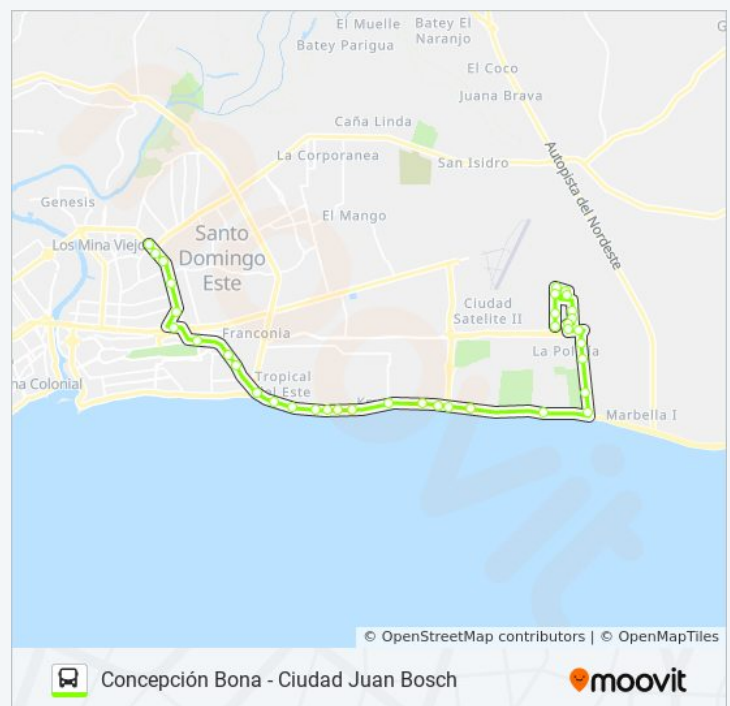 El Muelle
Batey El
Naranjo
Batey Parigua
El Coco
Juana Brava
Caña Linda
La Corporanea
San Isidro
Autopista del Nordeste
Genesis
El Mango
Los Mina Viejo
Santo
Domingo
Este
Ciudad
Satelite II
Franconia
La
Tropical
el Este
na Colonial
Marbella I
moovit
© OpenStreetMap contributors | © OpenMapTiles
Concepción Bona - Ciudad Juan Bosch
moovit